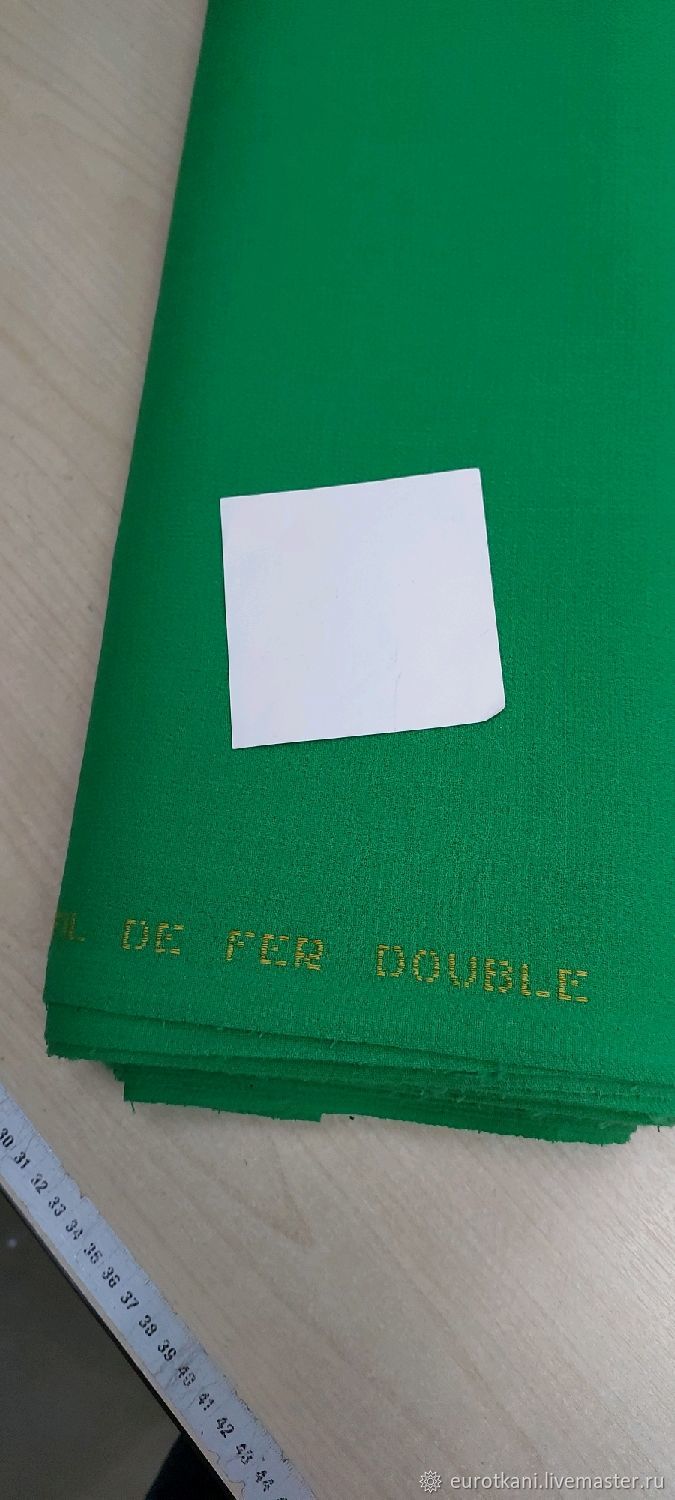 DE FER DOUBLE
30 31 32 33 34 35 36 37 38 39 40 41 42 43 44
eurotkani.livemaster.ru